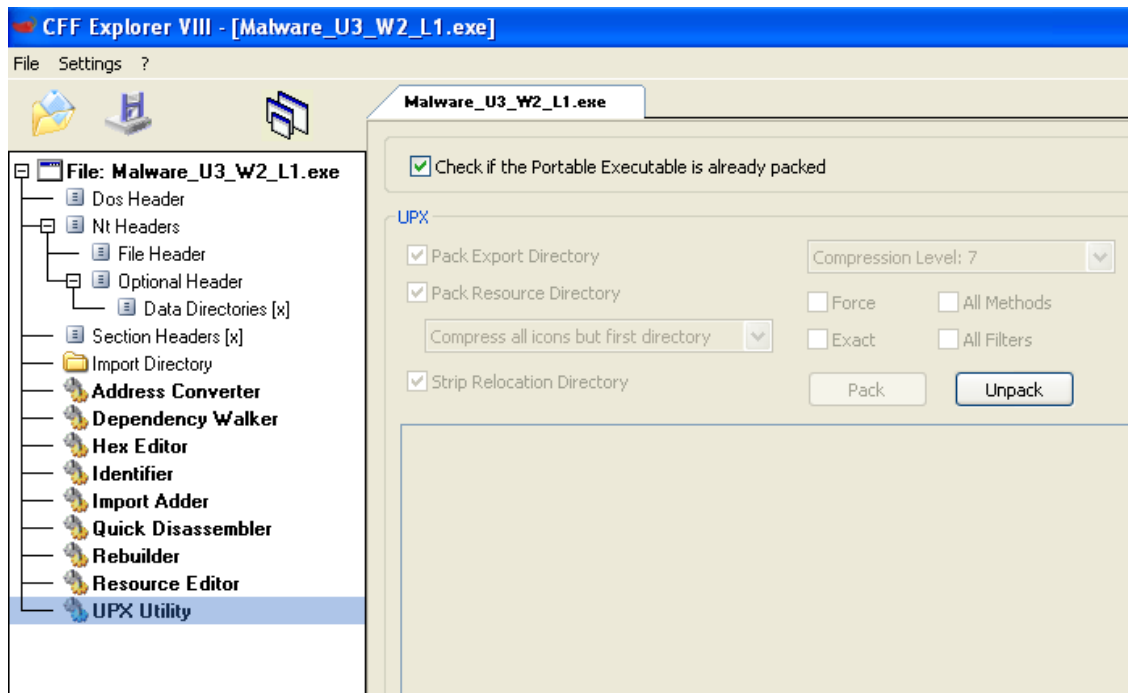 CFF Explorer VIII - [Malware_U3_W2_L1.exe]
File Settings ?
Malware_U3_W2_L1.exe
File: Malware_U3_W2_L1.exe
Dos Header
Nt Headers
File Header
Optional Header
Data Directories [x]
Section Headers [x]
Import Directory
Address Converter
Dependency Walker
Hex Editor
Identifier
Import Adder
Quick Disassembler
Rebuilder
Resource Editor
UPX Utility
Check if the Portable Executable is already packed
UPX
Pack Export Directory
Compression Level: 7
Pack Resource Directory
Force
All Methods
Compress all icons but first directory
Exact
All Filters
Strip Relocation Directory
Pack
Unpack